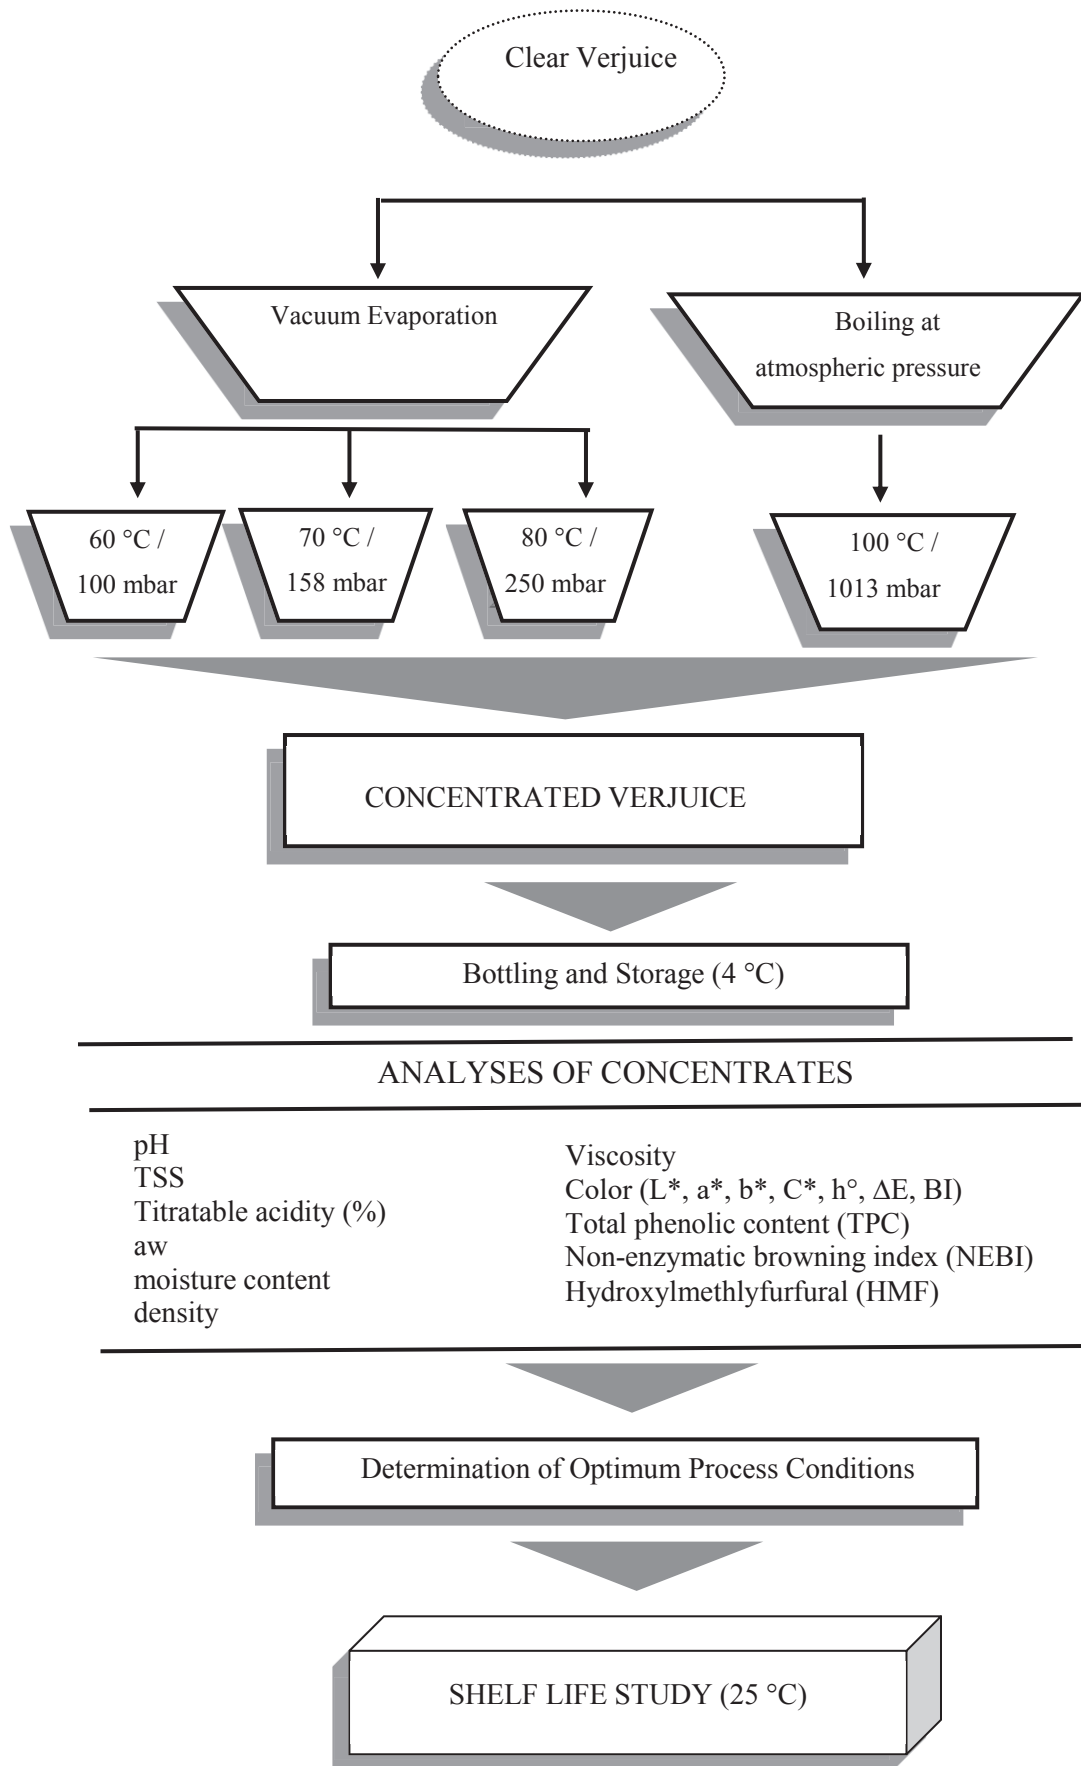 Clear Verjuice
Vacuum Evaporation
Boiling at
atmospheric pressure
60 °C /
100 mbar
70 °C /
158 mbar
80 °C /
250 mbar
100 °C /
1013 mbar
CONCENTRATED VERJUICE
Bottling and Storage (4 °C)
ANALYSES OF CONCENTRATES
pH
TSS
Titratable acidity (%)
aw
moisture content
density
Viscosity
Color (L*, a*, b*, C*, h°, ΔE, BI)
Total phenolic content (TPC)
Non-enzymatic browning index (NEBI)
Hydroxylmethlyfurfural (HMF)
Determination of Optimum Process Conditions
SHELF LIFE STUDY (25 °C)